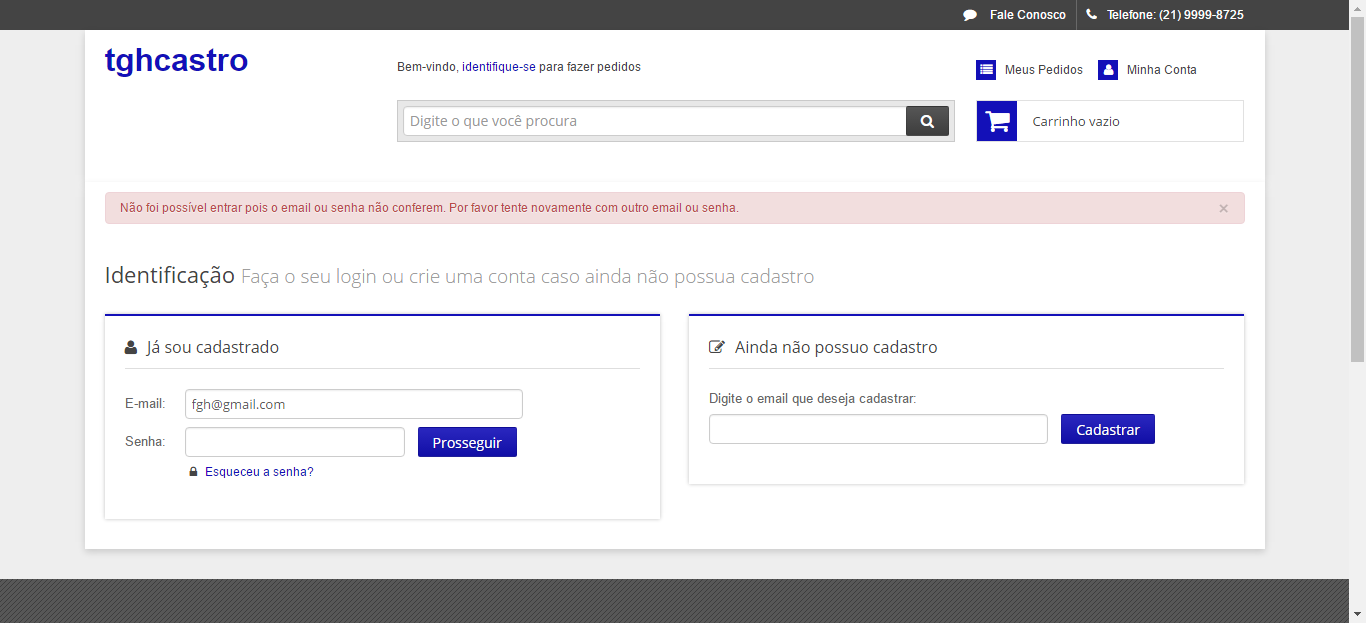 Fale Conosco
Telefone: (21) 9999-8725
tghcastro
Bem-vindo, identifique-se para fazer pedidos
Meus Pedidos
Minha Conta
Digite o que você procura
Carrinho vazio
Não foi possível entrar pois o email ou senha não conferem. Por favor tente novamente com outro email ou senha.
×
Identificação Faça o seu login ou crie uma conta caso ainda não possua cadastro
Já sou cadastrado
E-mail: fgh@gmail.com
Senha: Prosseguir
Esqueceu a senha?
Ainda não possuo cadastro
Digite o email que deseja cadastrar:
Cadastrar